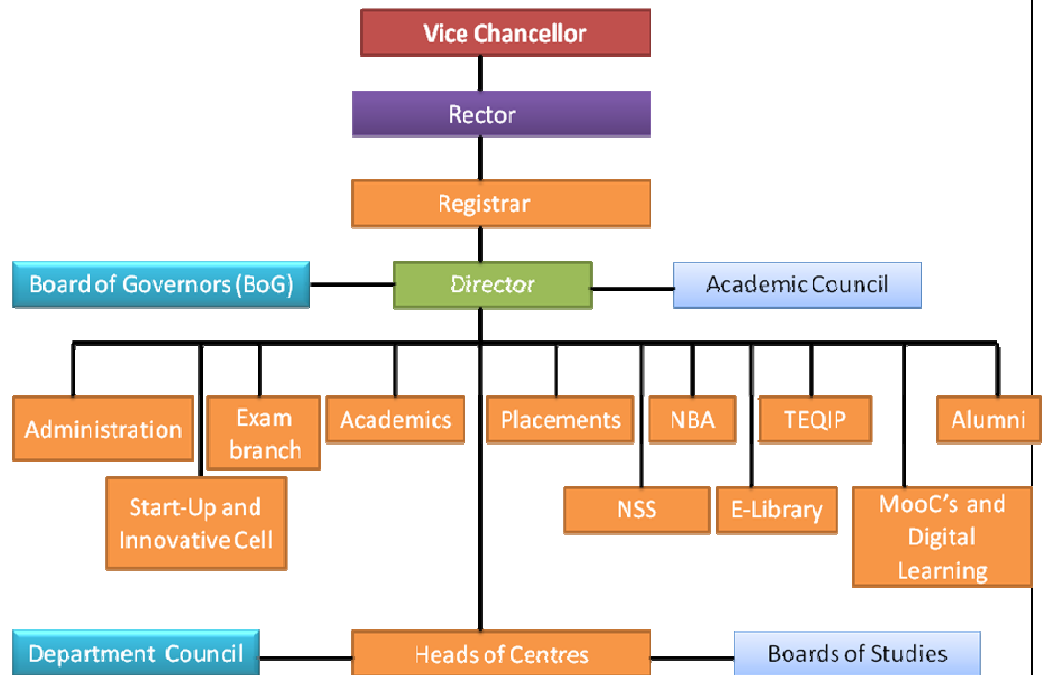 Vice Chancellor
Rector
Registrar
Board of Governors (BoG)
Director
Academic Council
Administration
Exam
branch
Academics
Placements
NBA
TEQIP
Alumni
Start-Up and
Innovative Cell
NSS
E-Library
MooC's and
Digital
Learning
Department Council
Heads of Centres
Boards of Studies